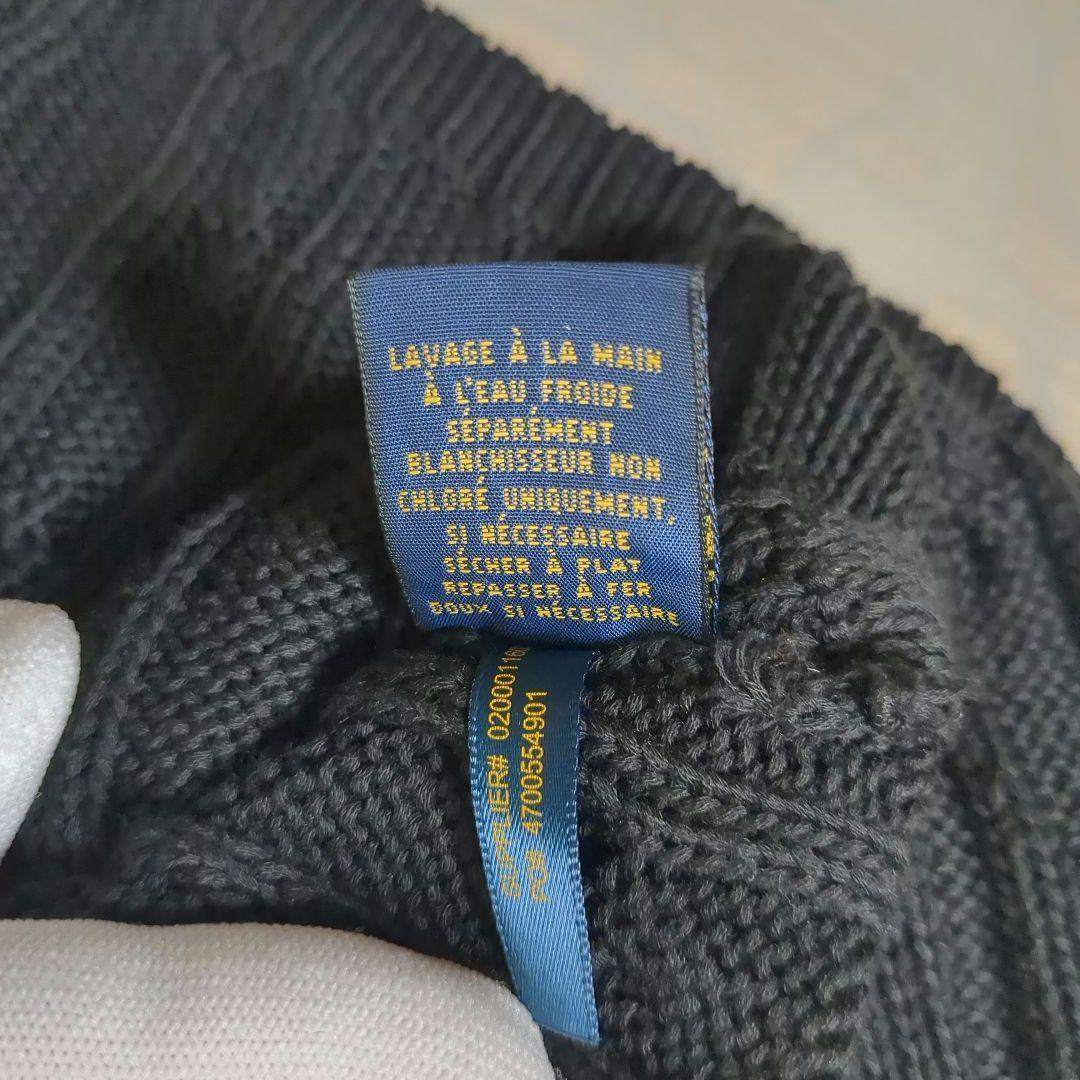 LAVAGE À LA MAIN
À L'EAU FROIDE
SÉPARÉMENT
BLANCHISSEUR NON
CHLORÉ UNIQUEMENT,
SI NÉCESSAIRE
SÉCHER À PLAT
REPASSER À FER
DOUX SI NÉCESSAIRE
SUPPLIER#
PO# 4700554901